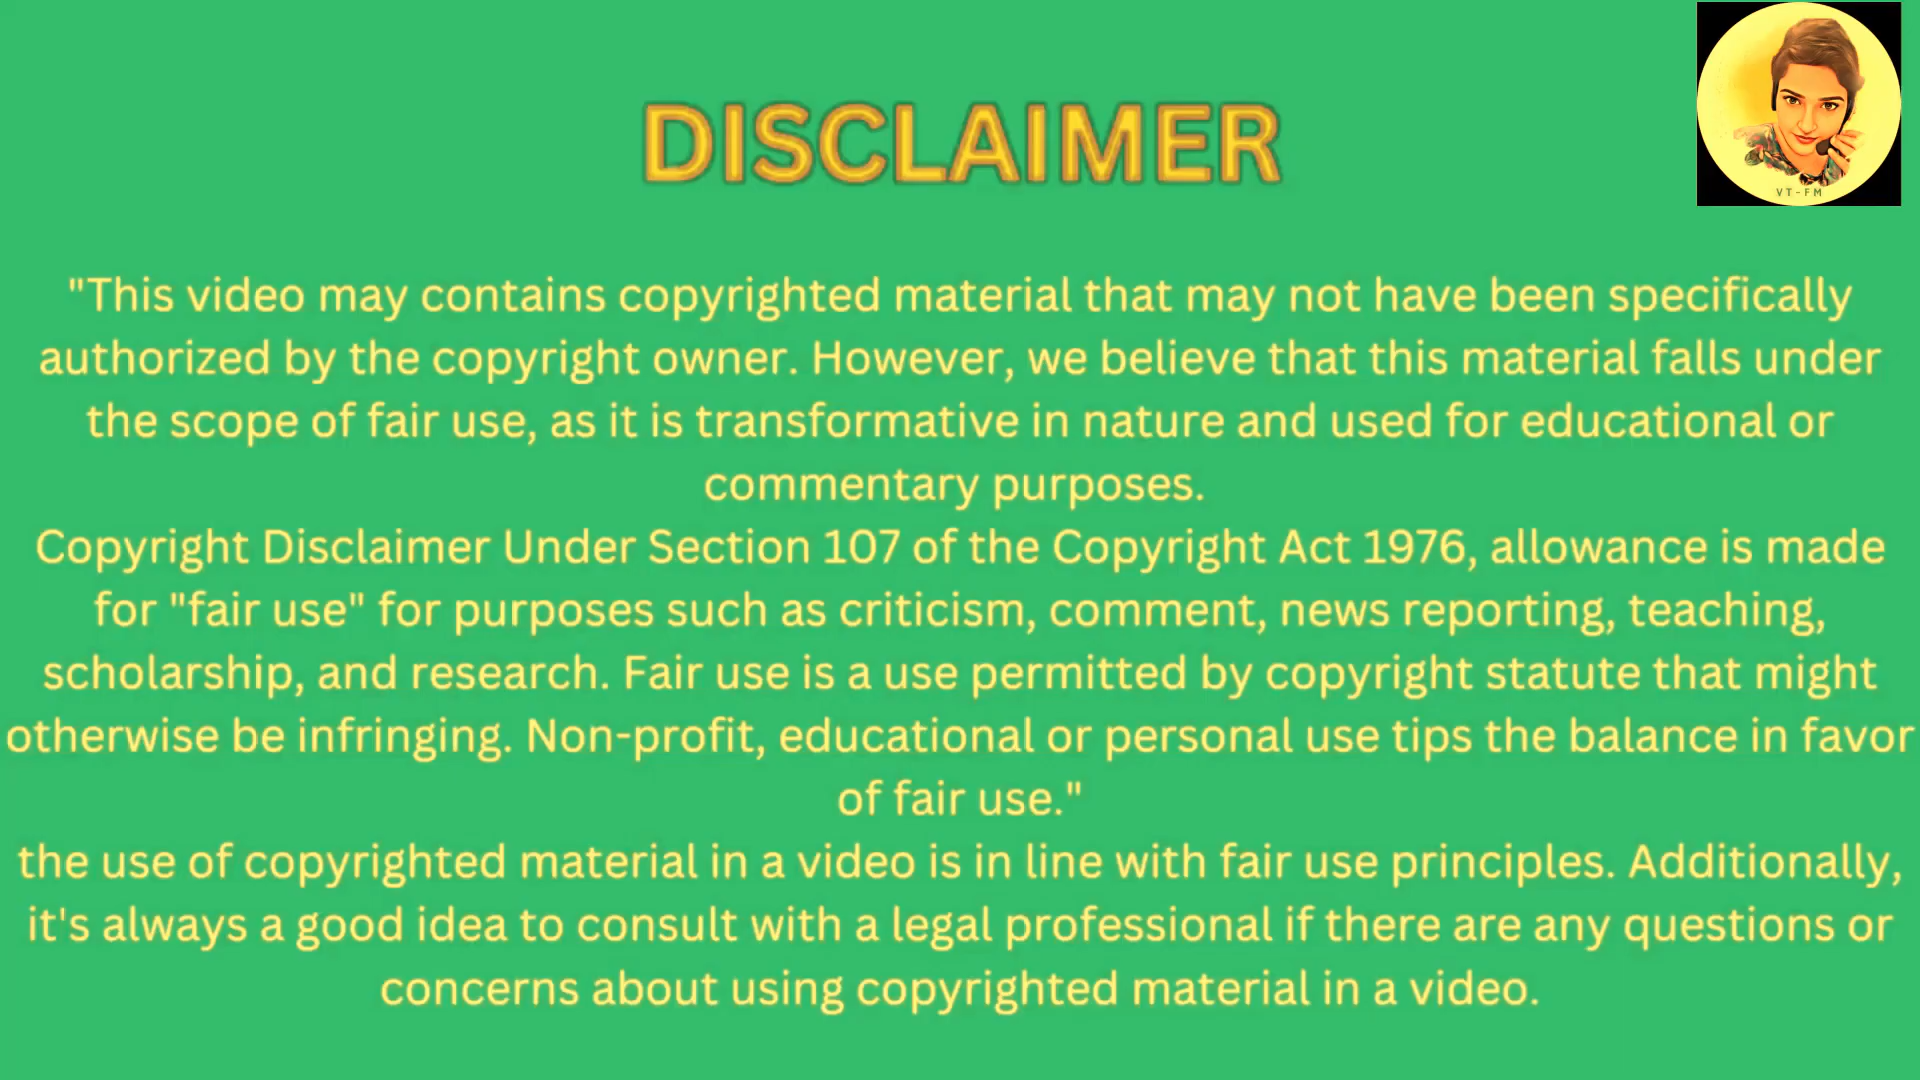 VT-FM
DISCLAIMER
"This video may contains copyrighted material that may not have been specifically
authorized by the copyright owner. However, we believe that this material falls under
the scope of fair use, as it is transformative in nature and used for educational or
commentary purposes.
Copyright Disclaimer Under Section 107 of the Copyright Act 1976, allowance is made
for "fair use" for purposes such as criticism, comment, news reporting, teaching,
scholarship, and research. Fair use is a use permitted by copyright statute that might
otherwise be infringing. Non-profit, educational or personal use tips the balance in favor
of fair use."
the use of copyrighted material in a video is in line with fair use principles. Additionally,
it's always a good idea to consult with a legal professional if there are any questions or
concerns about using copyrighted material in a video.